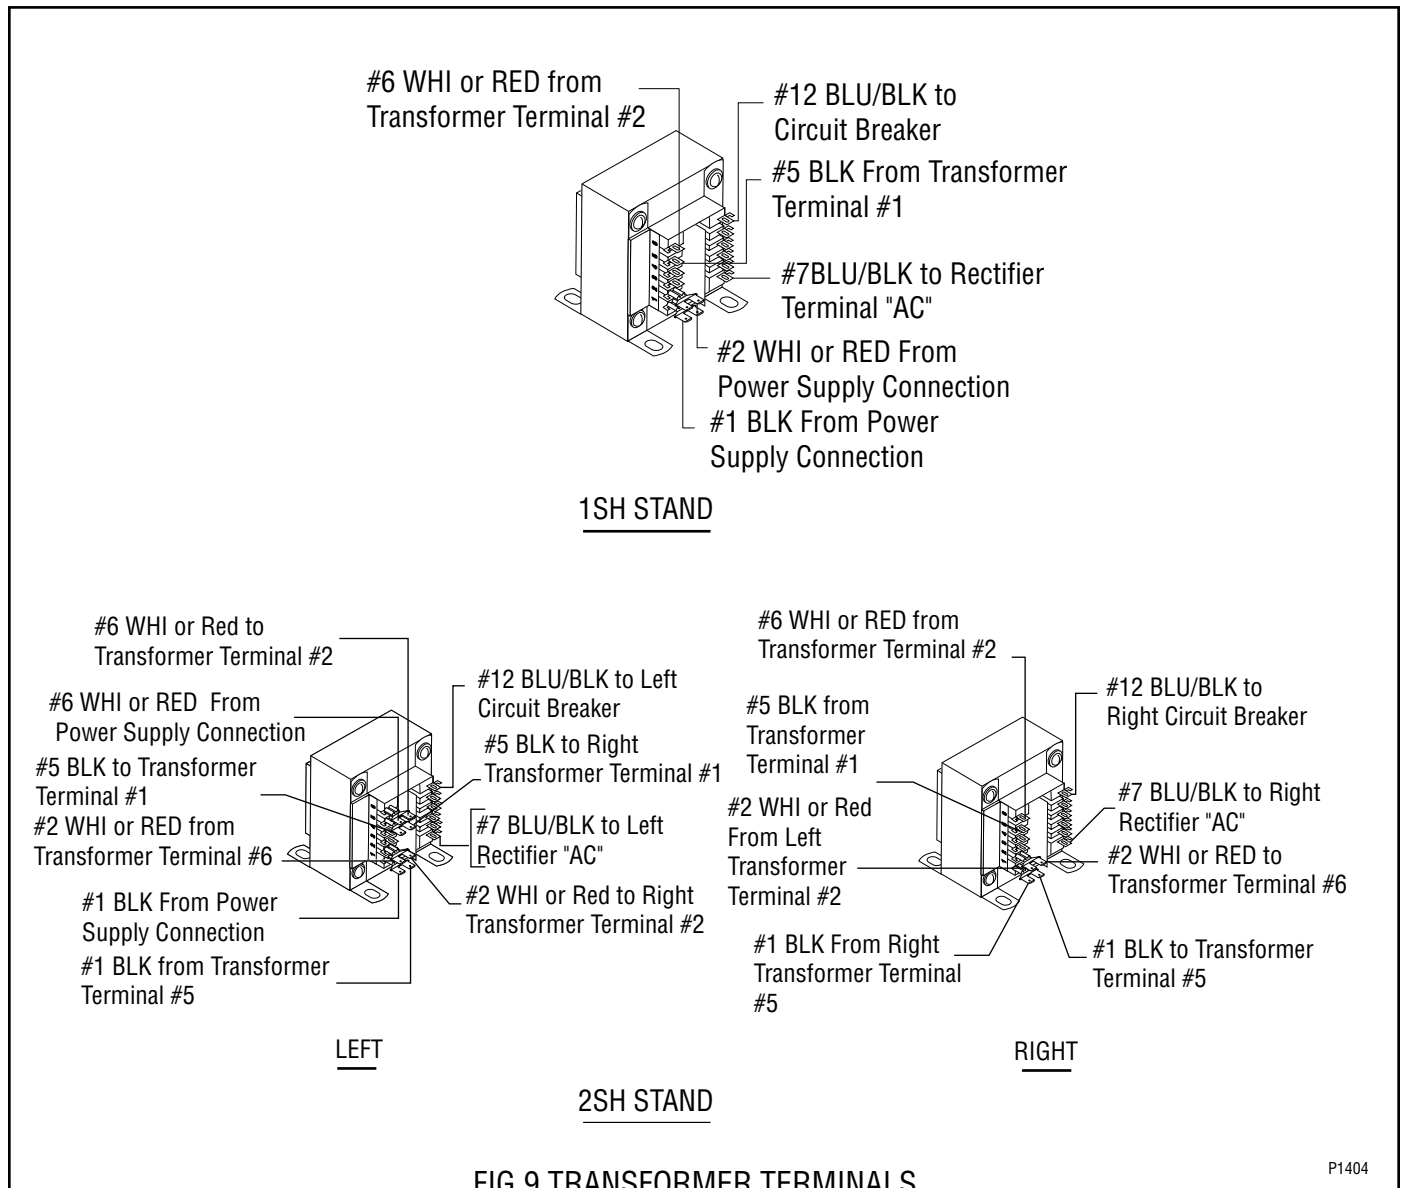 #6 WHI or RED from
Transformer Terminal #2
#12 BLU/BLK to
Circuit Breaker
#5 BLK From Transformer
Terminal #1
#7BLU/BLK to Rectifier
Terminal "AC"
#2 WHI or RED From
Power Supply Connection
#1 BLK From Power
Supply Connection
1SH STAND
#6 WHI or Red to
Transformer Terminal #2
#6 WHI or RED From
Power Supply Connection
#5 BLK to Transformer
Terminal #1
#2 WHI or RED from
Transformer Terminal #6
#1 BLK From Power
Supply Connection
#1 BLK from Transformer
Terminal #5
#12 BLU/BLK to Left
Circuit Breaker
#5 BLK to Right
Transformer Terminal #1
#7 BLU/BLK to Left
Rectifier "AC"
#2 WHI or Red to Right
Transformer Terminal #2
LEFT
#6 WHI or RED from
Transformer Terminal #2
#5 BLK from
Transformer
Terminal #1
#2 WHI or Red
From Left
Transformer
Terminal #2
#1 BLK From Right
Transformer Terminal
#5
#12 BLU/BLK to
Right Circuit Breaker
#7 BLU/BLK to Right
Rectifier "AC"
#2 WHI or RED to
Transformer Terminal #6
#1 BLK to Transformer
Terminal #5
RIGHT
2SH STAND
FIG 9 TRANSFORMER TERMINALS
P1404